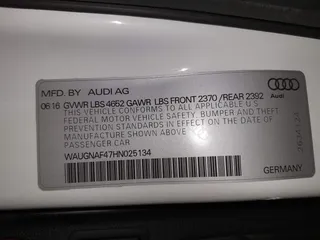 MFD BY AUDI AG
08.16 GVWR LBS 4652 GAWR LBS FRONT 2370 /REAR 2392
THIS VEHICLE CONFORMS TO ALL APPLICABLE U.S.
FEDERAL MOTOR VEHICLE SAFETY, BUMPER AND THEFT
PREVENTION STANDARDS IN EFFECT ON THE DATE OF
MANUFACTURE SHOWN ABOVE.
PASSENGER CAR
WAUGNAF47HN025134
Audi
GERMANY